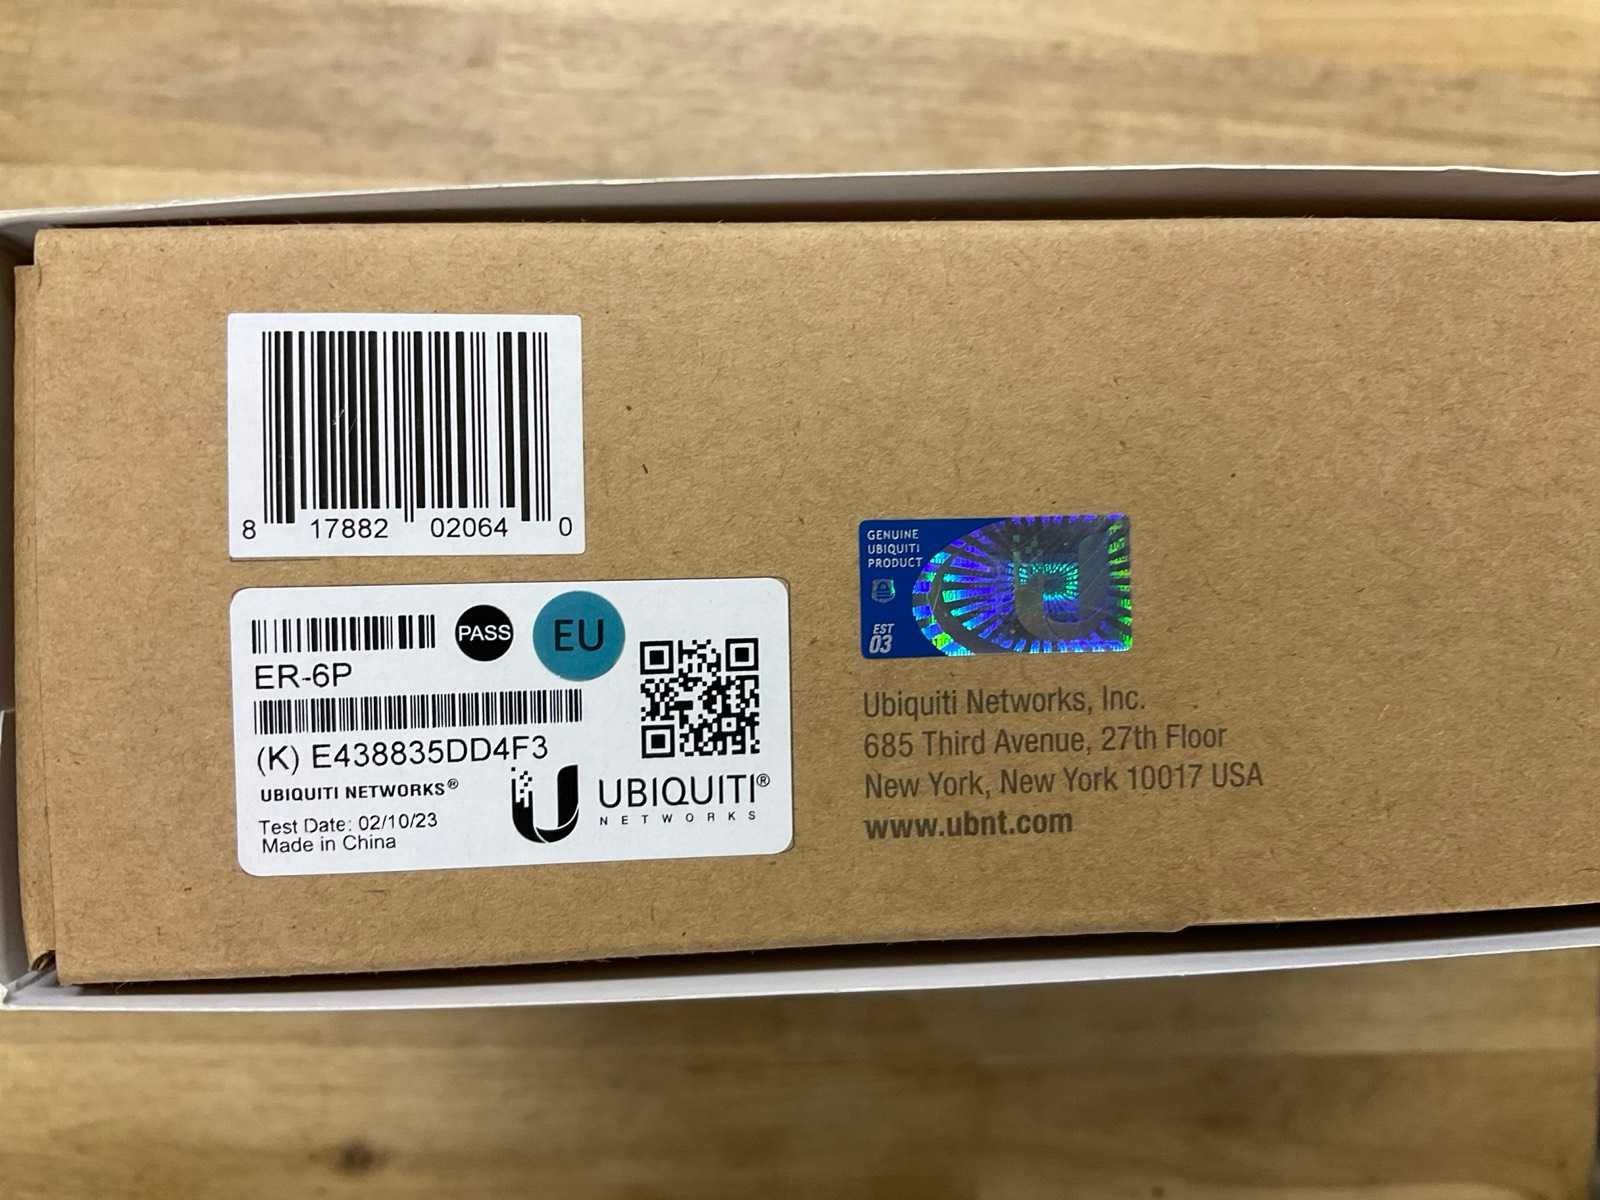 8 17882 02064 0
PASS
EU
ER-6P
(K) E438835DD4F3
UBIQUITI NETWORKS®
Test Date: 02/10/23
Made in China
UBIQUITI®
NETWORKS
GENUINE
UBIQUITI
PRODUCT
EST
03
Ubiquiti Networks, Inc.
685 Third Avenue, 27th Floor
New York, New York 10017 USA
www.ubnt.com